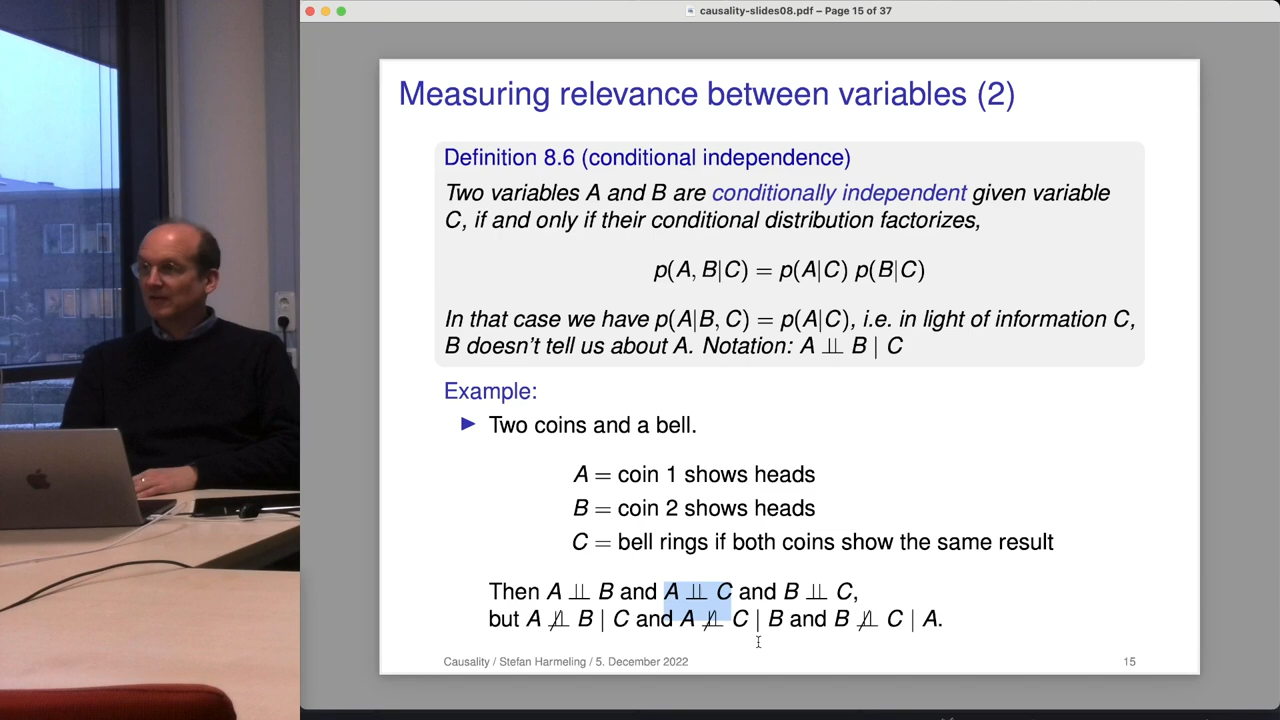 causality-slides08.pdf – Page 15 of 37
Measuring relevance between variables (2)
Definition 8.6 (conditional independence)
Two variables A and B are conditionally independent given variable
C, if and only if their conditional distribution factorizes,
p(A, B|C) = p(A|C) p(B|C)
In that case we have p(A|B, C) = p(A|C), i.e. in light of information C,
B doesn't tell us about A. Notation: A ⫫ B | C
Example:
▶ Two coins and a bell.
A = coin 1 shows heads
B = coin 2 shows heads
C = bell rings if both coins show the same result
Then A ⫫ B and A ⫫ C and B ⫫ C,
but A ⫫̸ B | C and A ⫫̸ C | B and B ⫫̸ C | A.
Causality / Stefan Harmeling / 5. December 2022
15